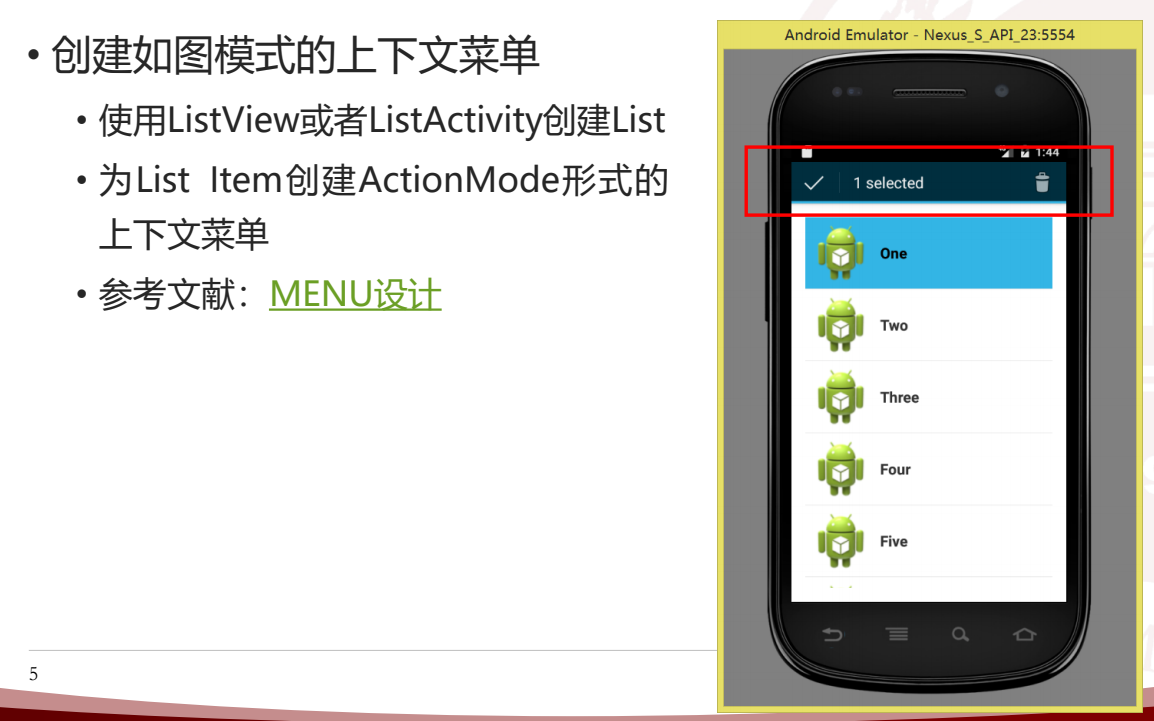 • 创建如图模式的上下文菜单
• 使用ListView或者ListActivity创建List
• 为List Item创建ActionMode形式的
上下文菜单
• 参考文献：MENU设计
5
Android Emulator - Nexus_S_API_23:5554
1:44
1 selected
One
Two
Three
Four
Five